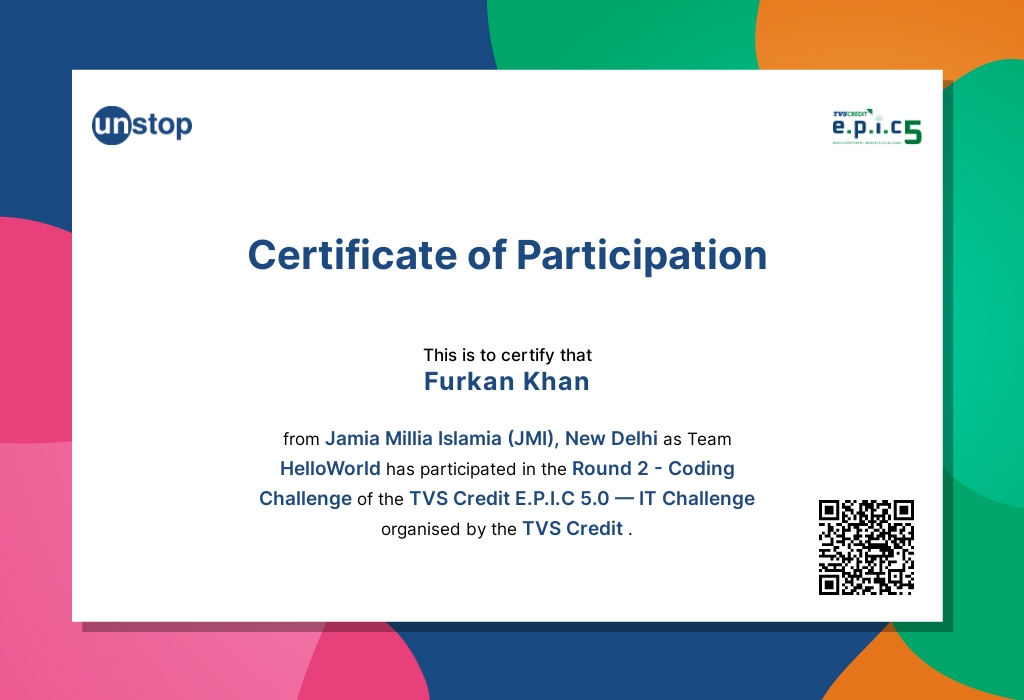 unstop
TVS CREDIT
e.p.i.c 5
Certificate of Participation
This is to certify that
Furkan Khan
from Jamia Millia Islamia (JMI), New Delhi as Team
HelloWorld has participated in the Round 2 - Coding
Challenge of the TVS Credit E.P.I.C 5.0 — IT Challenge
organised by the TVS Credit .